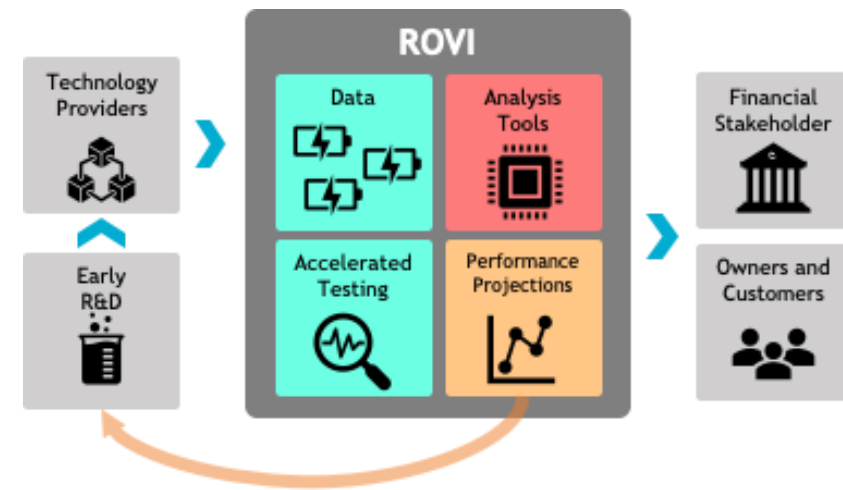 ROVI
Technology
Providers
Early
R&D
Data
Analysis
Tools
Accelerated
Testing
Performance
Projections
Financial
Stakeholder
Owners and
Customers